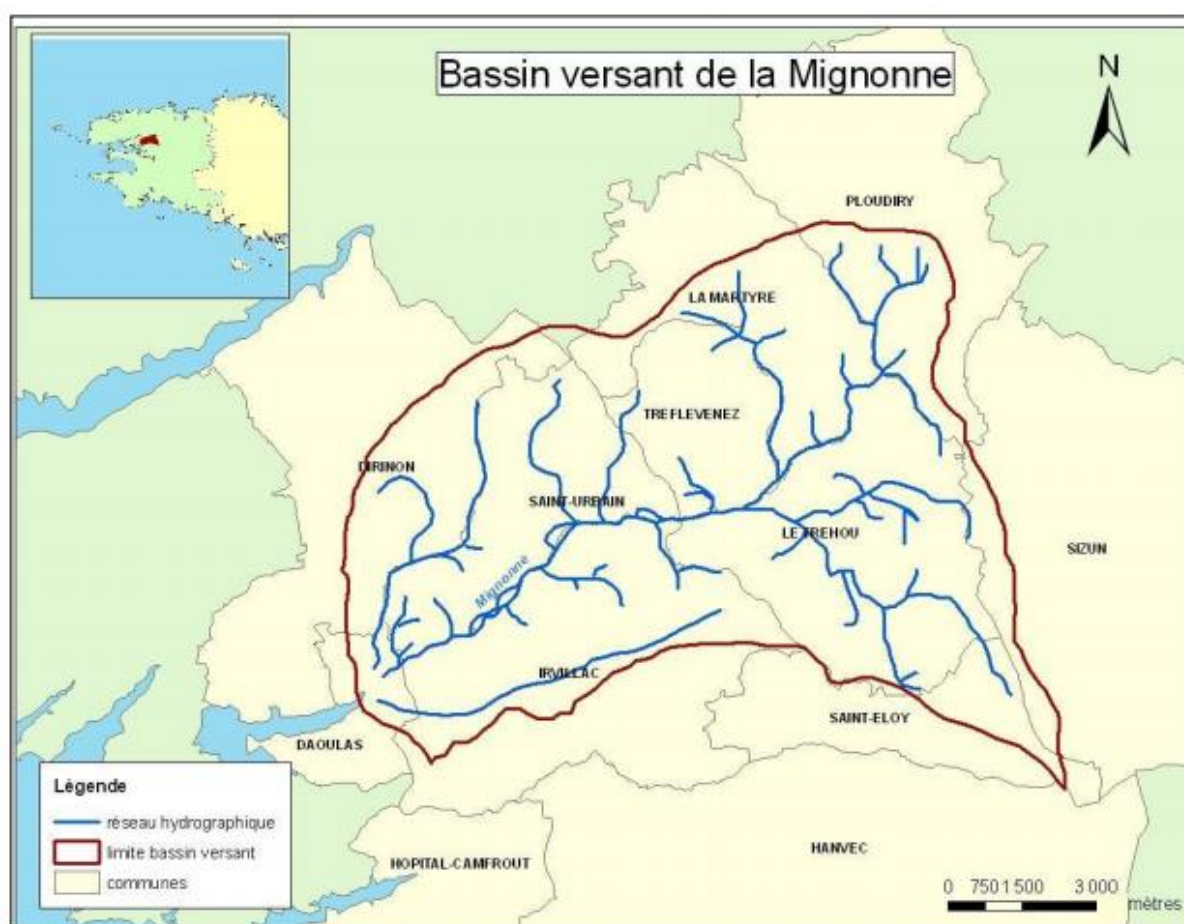 Bassin versant de la Mignonne
N
PLOUDIRY
LA MARTYRE
TREFLEVENEZ
DIRINON
SAINT-URBAIN
LE TREHOU
SIZUN
Mignonne
IRVILLAC
SAINT-ELOY
DAOULAS
Légende
réseau hydrographique
limite bassin versant
communes
HOPITAL-CAMFROUT
HANVEC
0 750 1 500 3 000
mètres